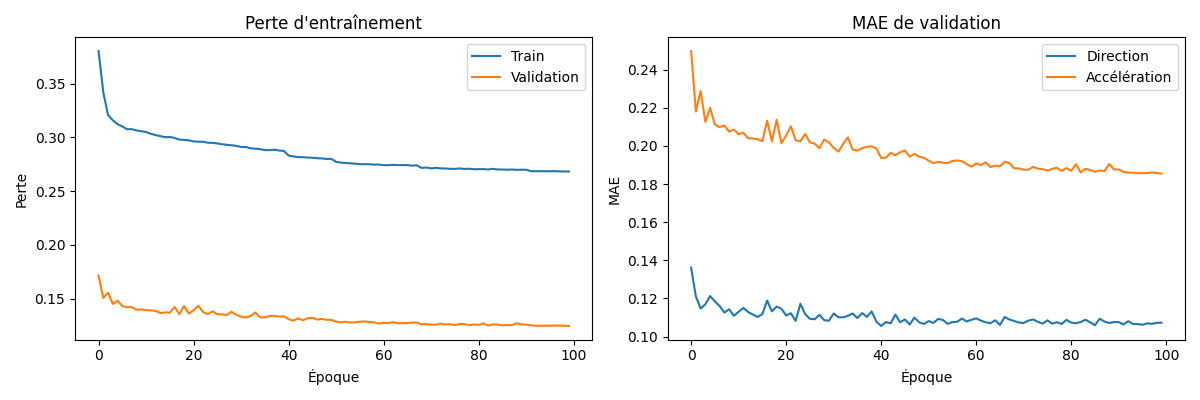 Perte d'entraînement
Perte
0.35
0.30
0.25
0.20
0.15
Train
Validation
0
20
40
60
80
100
Époque
MAE de validation
MAE
0.24
0.22
0.20
0.18
0.16
0.14
0.12
0.10
Direction
Accélération
0
20
40
60
80
100
Époque